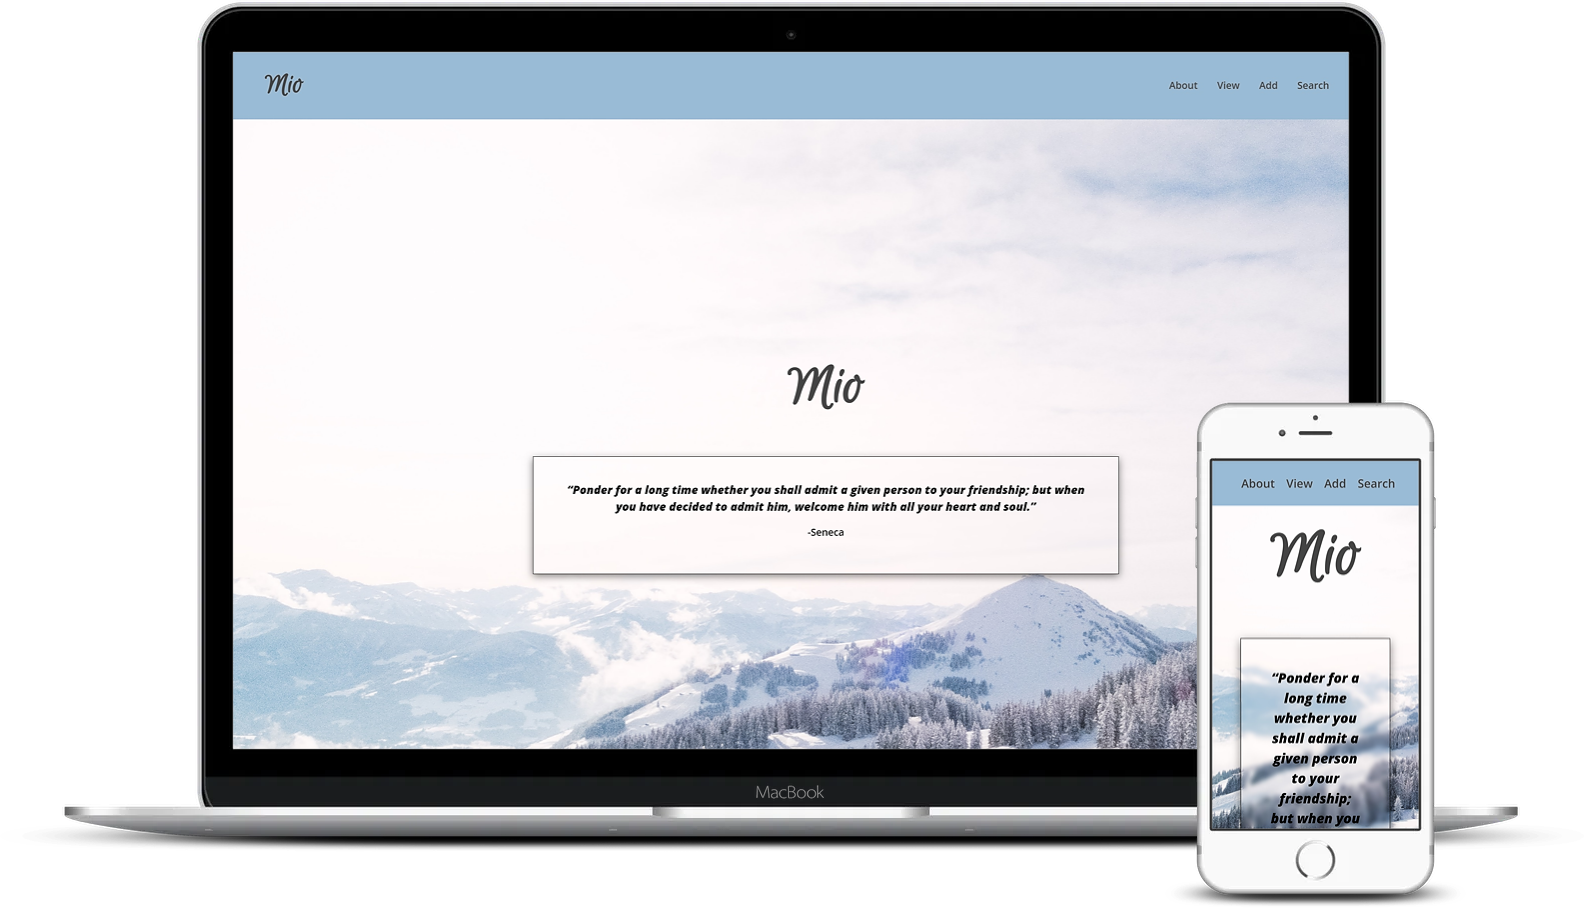 Mio
About View Add Search
Mio
“Ponder for a long time whether you shall admit a given person to your friendship; but when
you have decided to admit him, welcome him with all your heart and soul.”
-Seneca
MacBook
About View Add Search
Mio
“Ponder for a
long time
whether you
shall admit a
given person
to your
friendship;
but when you